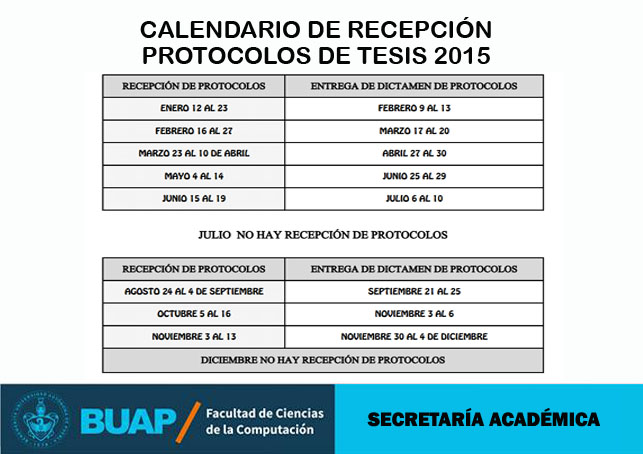 CALENDARIO DE RECEPCIÓN
PROTOCOLOS DE TESIS 2015
RECEPCIÓN DE PROTOCOLOS ENTREGA DE DICTAMEN DE PROTOCOLOS
ENERO 12 AL 23 FEBRERO 9 AL 13
FEBRERO 16 AL 27 MARZO 17 AL 20
MARZO 23 AL 10 DE ABRIL ABRIL 27 AL 30
MAYO 4 AL 14 JUNIO 25 AL 29
JUNIO 15 AL 19 JULIO 6 AL 10
JULIO NO HAY RECEPCIÓN DE PROTOCOLOS
RECEPCIÓN DE PROTOCOLOS ENTREGA DE DICTAMEN DE PROTOCOLOS
AGOSTO 24 AL 4 DE SEPTIEMBRE SEPTIEMBRE 21 AL 25
OCTUBRE 5 AL 16 NOVIEMBRE 3 AL 6
NOVIEMBRE 3 AL 13 NOVIEMBRE 30 AL 4 DE DICIEMBRE
DICIEMBRE NO HAY RECEPCIÓN DE PROTOCOLOS
BUAP
Facultad de Ciencias
de la Computación
SECRETARÍA ACADÉMICA